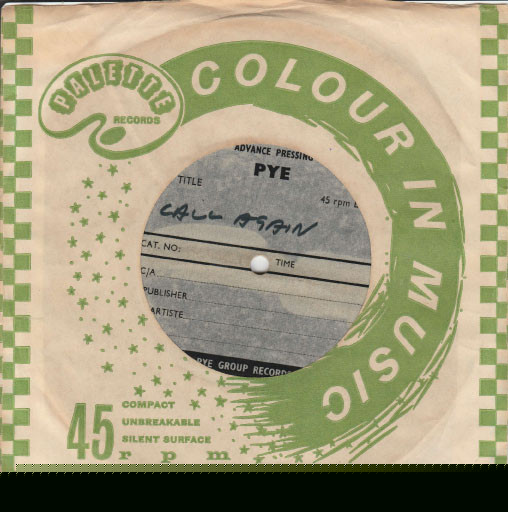 PALETTE
RECORDS
COLOUR IN MUSIC
ADVANCE PRESSING
PYE
TITLE
45 rpm
CALL AGAIN
CAT. NO:
TIME
C/A
PUBLISHER
ARTISTE
PYE GROUP RECORDS
45
rpm
COMPACT
UNBREAKABLE
SILENT SURFACE